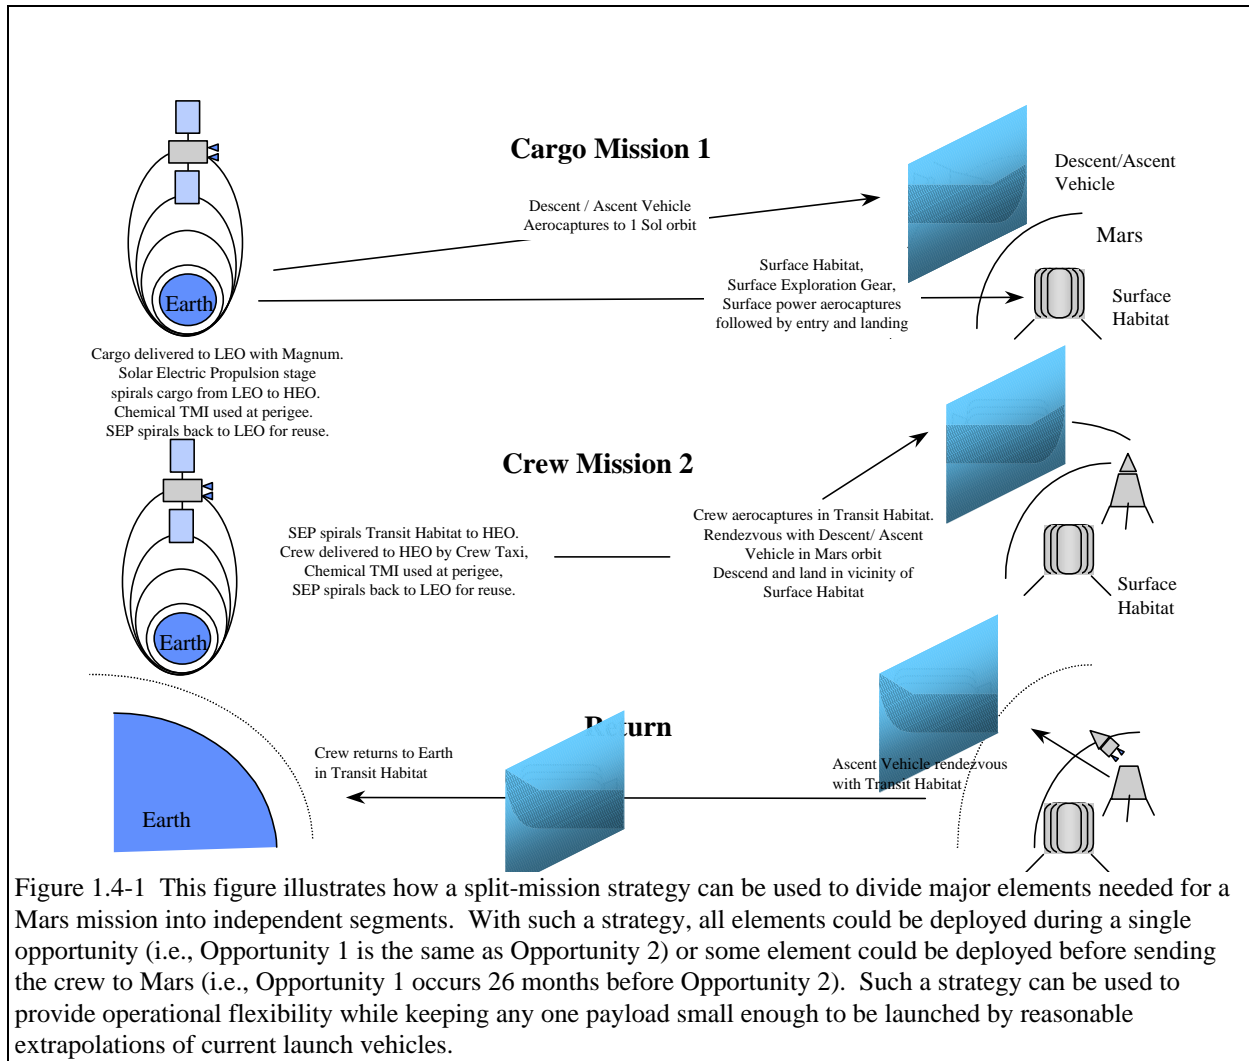 Cargo Mission 1
Descent/Ascent
Vehicle
Descent / Ascent Vehicle
Aerocaptures to 1 Sol orbit
Mars
Surface Habitat,
Surface Exploration Gear,
Surface power aerocaptures
followed by entry and landing
Surface
Habitat
Earth
Cargo delivered to LEO with Magnum.
Solar Electric Propulsion stage
spirals cargo from LEO to HEO.
Chemical TMI used at perigee.
SEP spirals back to LEO for reuse.
Crew Mission 2
SEP spirals Transit Habitat to HEO.
Crew delivered to HEO by Crew Taxi,
Chemical TMI used at perigee,
SEP spirals back to LEO for reuse.
Crew aerocaptures in Transit Habitat.
Rendezvous with Descent/ Ascent
Vehicle in Mars orbit
Descend and land in vicinity of
Surface Habitat
Surface
Habitat
Earth
Return
Crew returns to Earth
in Transit Habitat
Ascent Vehicle rendezvous
with Transit Habitat
Earth
Figure 1.4-1  This figure illustrates how a split-mission strategy can be used to divide major elements needed for a
Mars mission into independent segments.  With such a strategy, all elements could be deployed during a single
opportunity (i.e., Opportunity 1 is the same as Opportunity 2) or some element could be deployed before sending
the crew to Mars (i.e., Opportunity 1 occurs 26 months before Opportunity 2).  Such a strategy can be used to
provide operational flexibility while keeping any one payload small enough to be launched by reasonable
extrapolations of current launch vehicles.